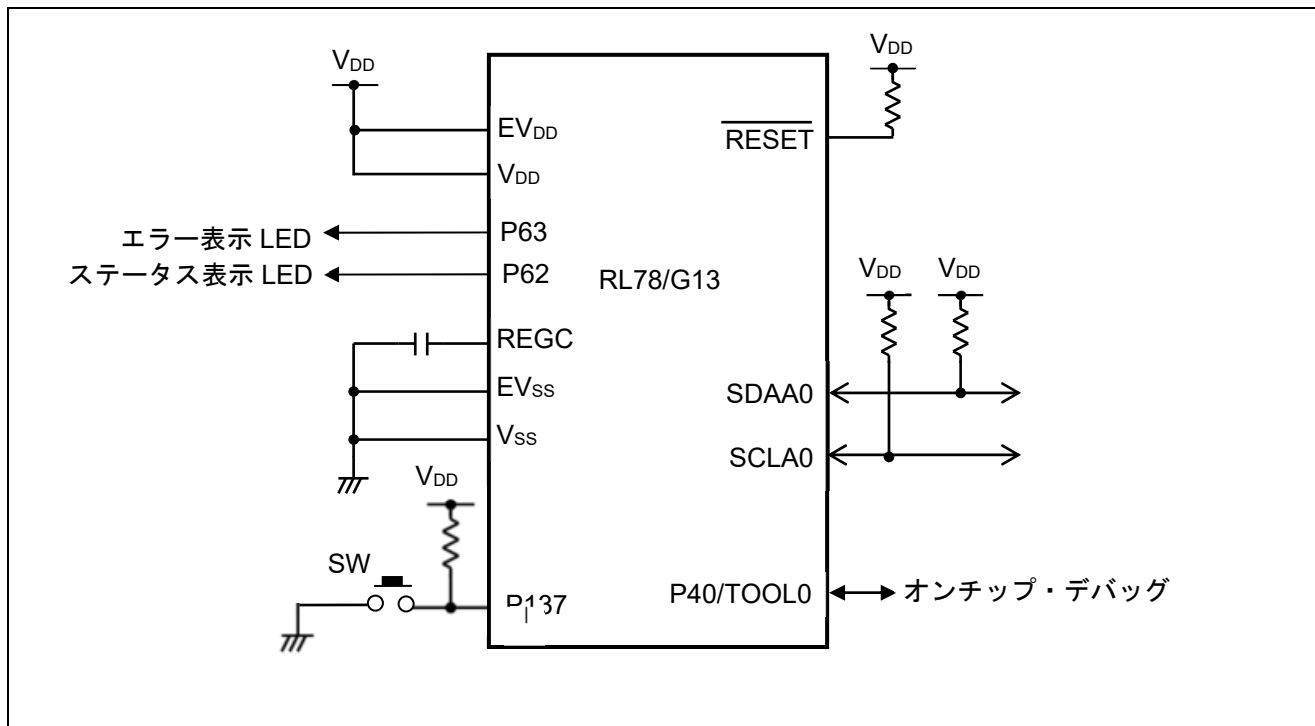 VDD
EVDD
VDD
エラー表示 LED
P63
ステータス表示 LED
P62
REGC
EVSS
VSS
VDD
SW
P137
RL78/G13
VDD
RESET
VDD
VDD
SDAA0
SCLA0
P40/TOOL0
オンチップ・デバッグ